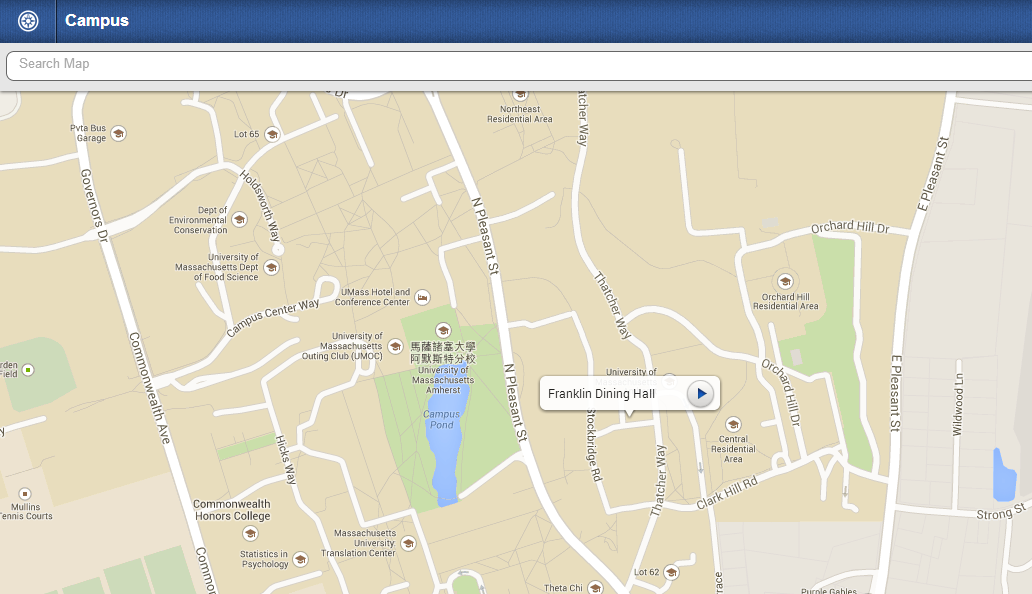 Campus
Search Map
Dr
Northeast
Residential Area
Thatcher Way
Pvta Bus
Garage
Lot 65
Governors Dr
Holdsworth Way
N Pleasant St
E Pleasant St
Dept of
Environmental
Conservation
Orchard Hill Dr
University of
Massachusetts Dept
of Food Science
Orchard Hill
Residential Area
UMass Hotel and
Conference Center
Thatcher Way
Campus Center Way
University of
Massachusetts
Outing Club (UMOC)
馬薩諸塞大學
阿默斯特分校
University of
Massachusetts
Amherst
Commonwealth Ave
N Pleasant St
University of
Orchard Hill Dr
E Pleasant St
Wildwood Ln
Field
Franklin Dining Hall
Campus
Pond
Stockbridge Rd
Central
Residential
Area
Hicks Way
Thatcher Way
Clark Hill Rd
Mullins
Tennis Courts
Commonwealth
Honors College
Strong St
Massachusetts
University:
Translation Center
Statistics in
Psychology
Lot 62
Theta Chi
Purple Gables